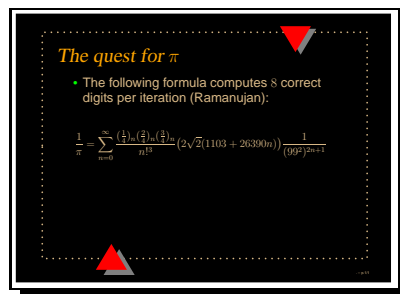 The quest for π
• The following formula computes 8 correct
digits per iteration (Ramanujan):
1/π = ∑_{n=0}^{∞} (1/4)_n(2/4)_n(3/4)_n / n!^3 (2√2(1103 + 26390n)) 1/(99^2)^{2n+1}